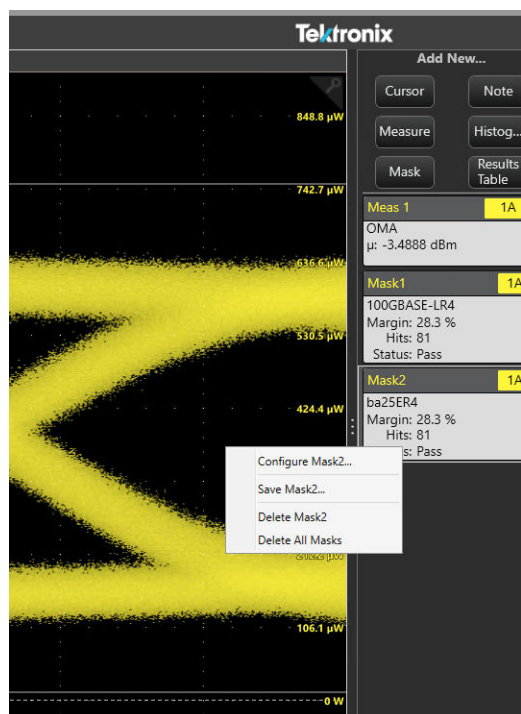 Tektronix
Add New...
Cursor
Note
Measure
Histog...
Mask
Results
Table
848.8 µW
742.7 µW
636.6 µW
530.5 µW
424.4 µW
106.1 µW
0 W
Meas 1
1A
OMA
µ: -3.4888 dBm
Mask1
1A
100GBASE-LR4
Margin: 28.3 %
Hits: 81
Status: Pass
Mask2
1A
ba25ER4
Margin: 28.3 %
Hits: 81
s: Pass
Configure Mask2...
Save Mask2...
Delete Mask2
Delete All Masks